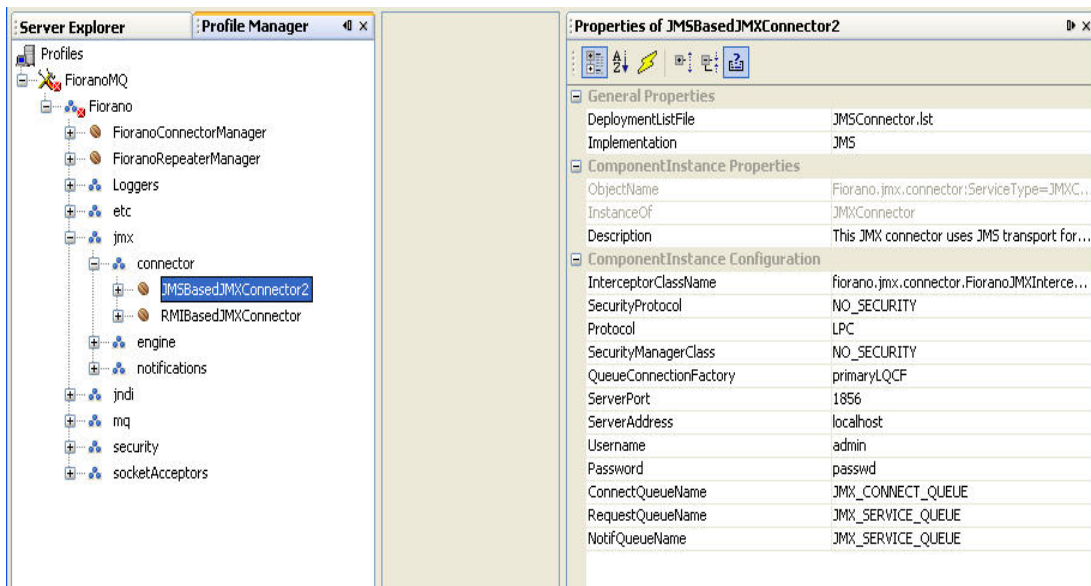 Server Explorer
Profile Manager
Profiles
FioranoMQ
Fiorano
FioranoConnectorManager
FioranoRepeaterManager
Loggers
etc
jmx
connector
JMSBasedJMXConnector2
RMIBasedJMXConnector
engine
notifications
jndi
mq
security
socketAcceptors
Properties of JMSBasedJMXConnector2
General Properties
DeploymentListFile JMSConnector.lst
Implementation JMS
ComponentInstance Properties
ObjectName Fiorano.jmx.connector:ServiceType=JMXC...
InstanceOf JMXConnector
Description This JMX connector uses JMS transport for...
ComponentInstance Configuration
InterceptorClassName fiorano.jmx.connector.FioranoJMXInterce...
SecurityProtocol NO_SECURITY
Protocol LPC
SecurityManagerClass NO_SECURITY
QueueConnectionFactory primaryLQCF
ServerPort 1856
ServerAddress localhost
Username admin
Password passwd
ConnectQueueName JMX_CONNECT_QUEUE
RequestQueueName JMX_SERVICE_QUEUE
NotifQueueName JMX_SERVICE_QUEUE